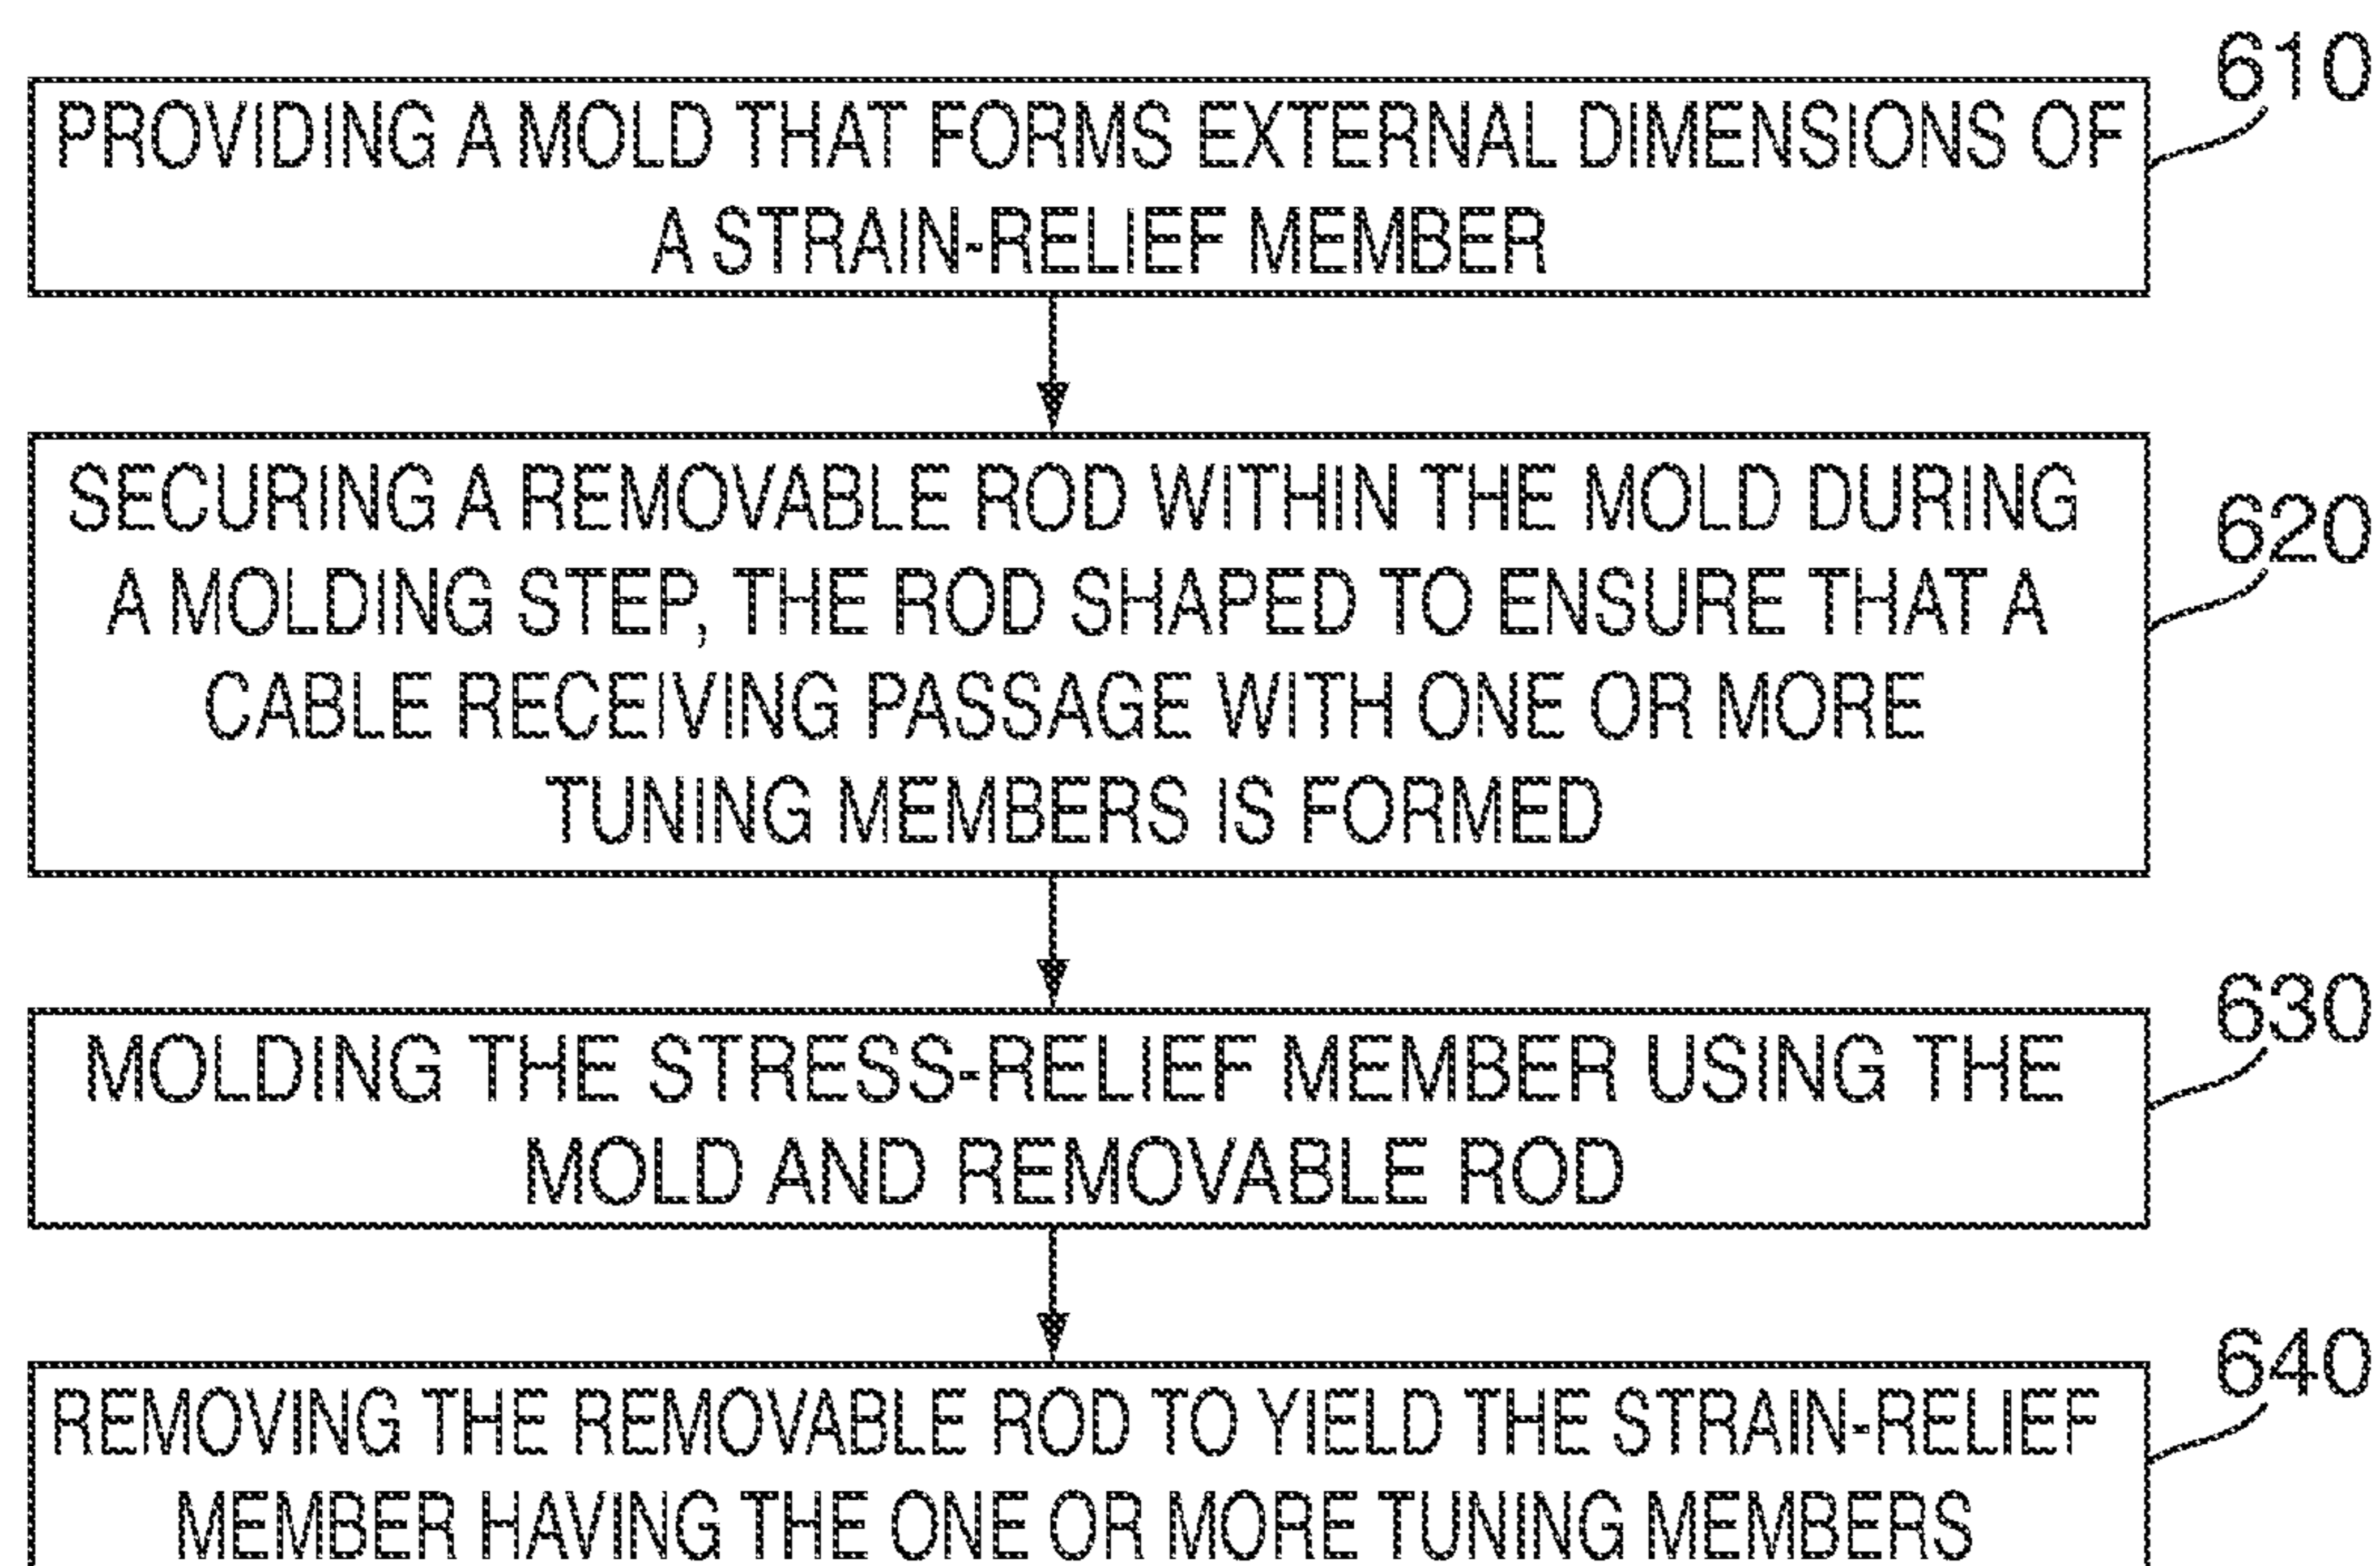 610
PROVIDING A MOLD THAT FORMS EXTERNAL DIMENSIONS OF
A STRAIN-RELIEF MEMBER
620
SECURING A REMOVABLE ROD WITHIN THE MOLD DURING
A MOLDING STEP, THE ROD SHAPED TO ENSURE THAT A
CABLE RECEIVING PASSAGE WITH ONE OR MORE
TUNING MEMBERS IS FORMED
630
MOLDING THE STRESS-RELIEF MEMBER USING THE
MOLD AND REMOVABLE ROD
640
REMOVING THE REMOVABLE ROD TO YIELD THE STRAIN-RELIEF
MEMBER HAVING THE ONE OR MORE TUNING MEMBERS